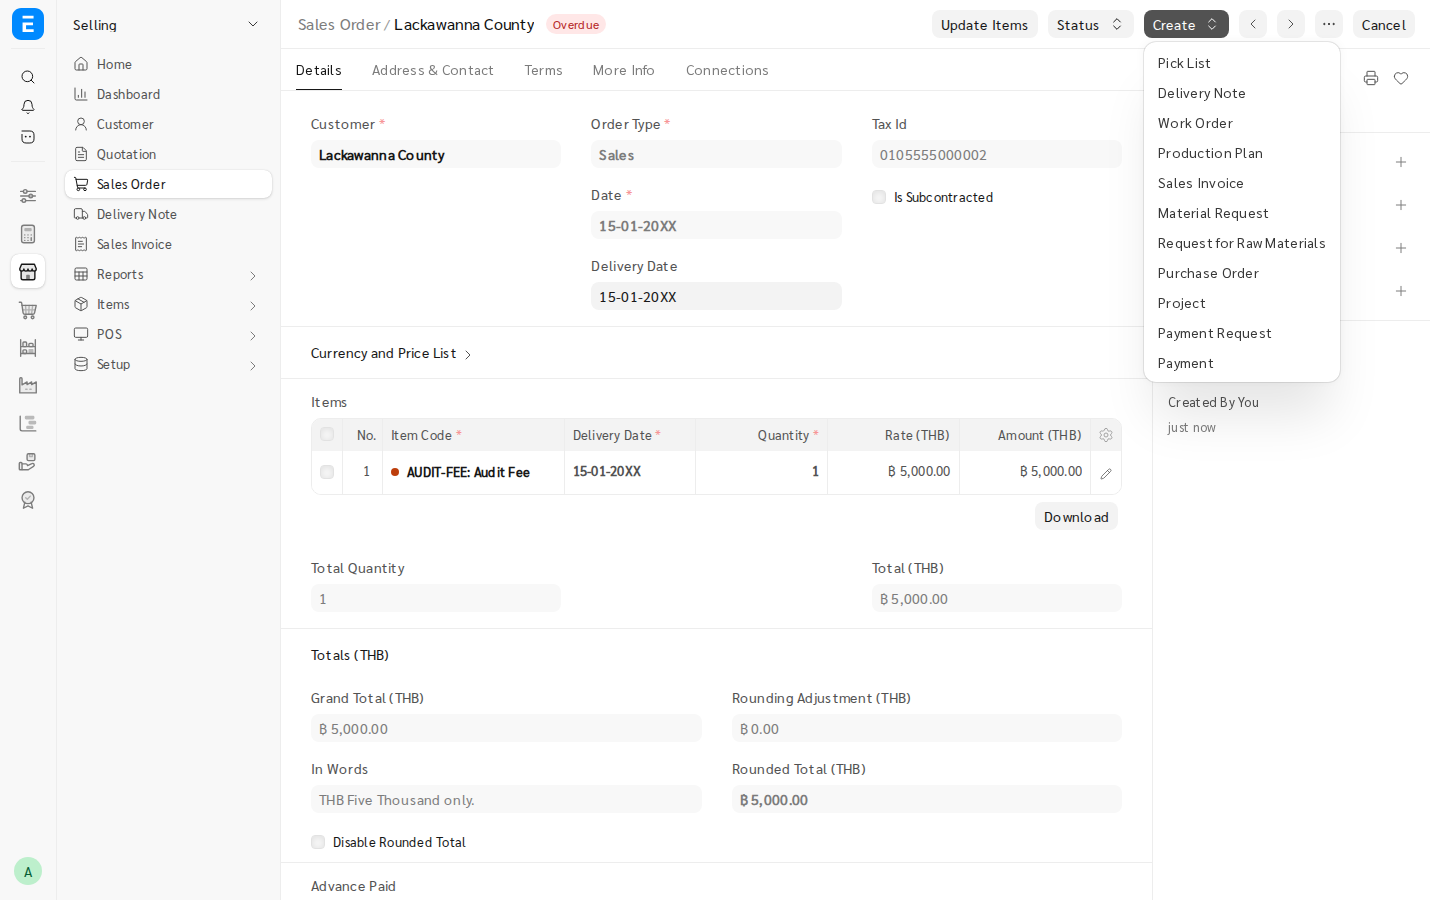 Selling
Home
Dashboard
Customer
Quotation
Sales Order
Delivery Note
Sales Invoice
Reports
Items
POS
Setup
A
Sales Order / Lackawanna County Overdue
Update Items Status Create ... Cancel
Details Address & Contact Terms More Info Connections
Pick List
Delivery Note
Work Order
Production Plan
Sales Invoice
Material Request
Request for Raw Materials
Purchase Order
Project
Payment Request
Payment
Customer * Order Type * Tax Id
Lackawanna County Sales 0105555000002
Date * Is Subcontracted
15-01-20XX
Delivery Date
15-01-20XX
Currency and Price List
Items
No. Item Code * Delivery Date * Quantity * Rate (THB) Amount (THB)
1 AUDIT-FEE: Audit Fee 15-01-20XX 1 ฿ 5,000.00 ฿ 5,000.00
Download
Total Quantity Total (THB)
1 ฿ 5,000.00
Totals (THB)
Grand Total (THB) Rounding Adjustment (THB)
฿ 5,000.00 ฿ 0.00
In Words Rounded Total (THB)
THB Five Thousand only. ฿ 5,000.00
Disable Rounded Total
Advance Paid
Created By You
just now